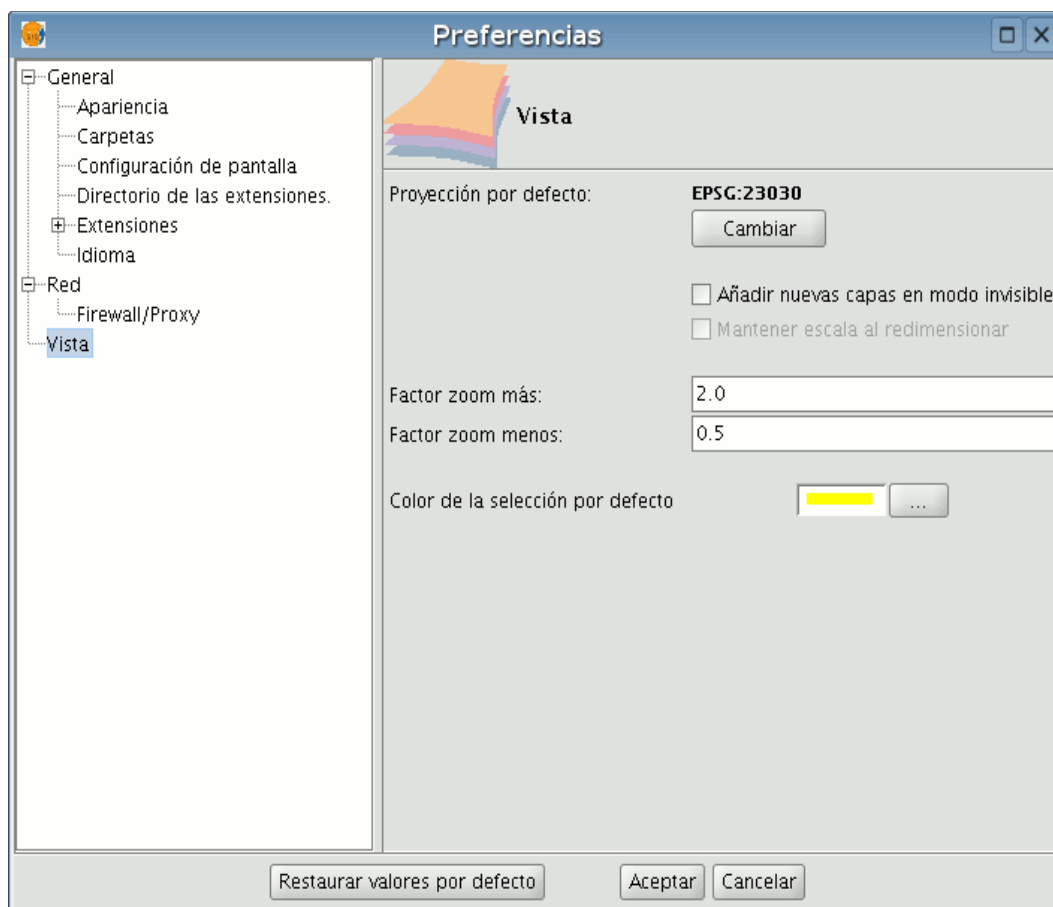 Preferencias
General
Apariencia
Carpetas
Configuración de pantalla
Directorio de las extensiones.
Extensiones
Idioma
Red
Firewall/Proxy
Vista
Vista
Proyección por defecto: EPSG:23030
Cambiar
Añadir nuevas capas en modo invisible
Mantener escala al redimensionar
Factor zoom más: 2.0
Factor zoom menos: 0.5
Color de la selección por defecto ...
Restaurar valores por defecto Aceptar Cancelar